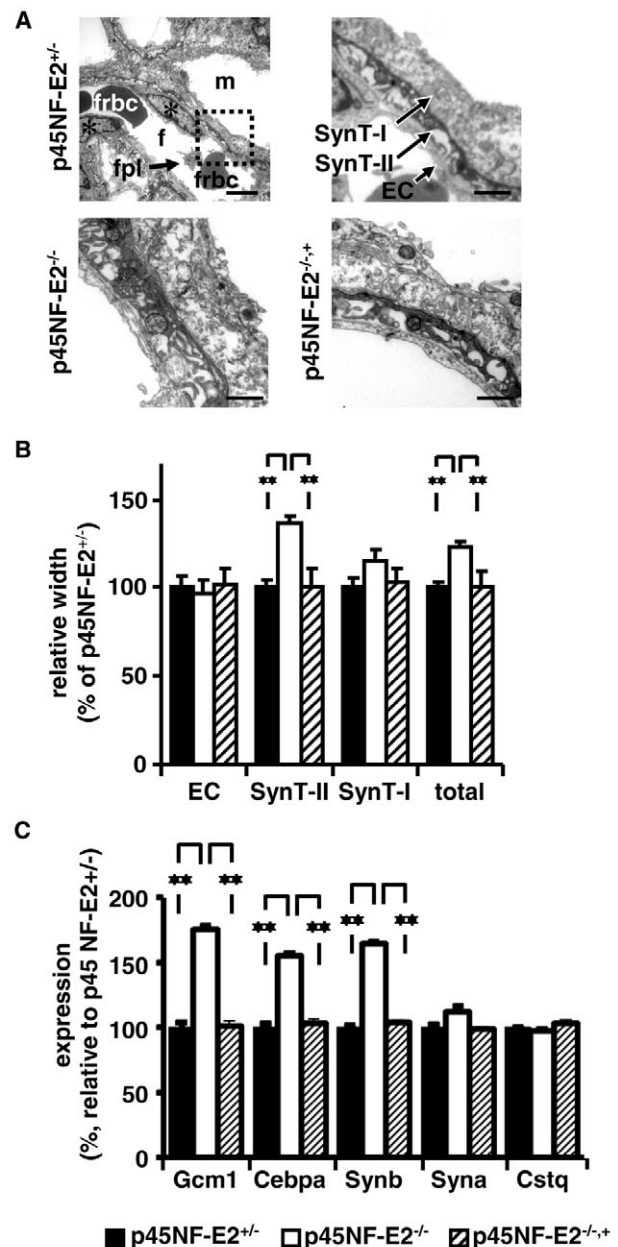 A
p45NF-E2+/-
frbc
m
*
*
f
fpl
frbc
SynT-I
SynT-II
EC
p45NF-E2-/-
p45NF-E2-/-,+
B
relative width
(% of p45NF-E2+/-)
150
100
50
0
** ** ** **
EC SynT-II SynT-I total
C
expression
(%, relative to p45 NF-E2+/-)
200
150
100
50
0
** ** ** ** ** **
Gcm1 Cebpa Synb Syna Cstq
p45NF-E2+/- p45NF-E2-/- p45NF-E2-/-,+